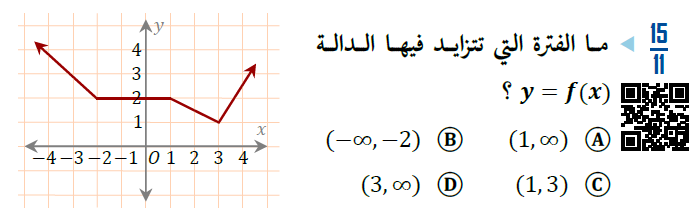 15
11
ما الفترة التي تتزايد فيها الدالة
y = f(x) ؟
A (1, ∞)
B (−∞, −2)
C (1, 3)
D (3, ∞)
y
4
3
2
1
x
−4 −3 −2 −1 O 1 2 3 4